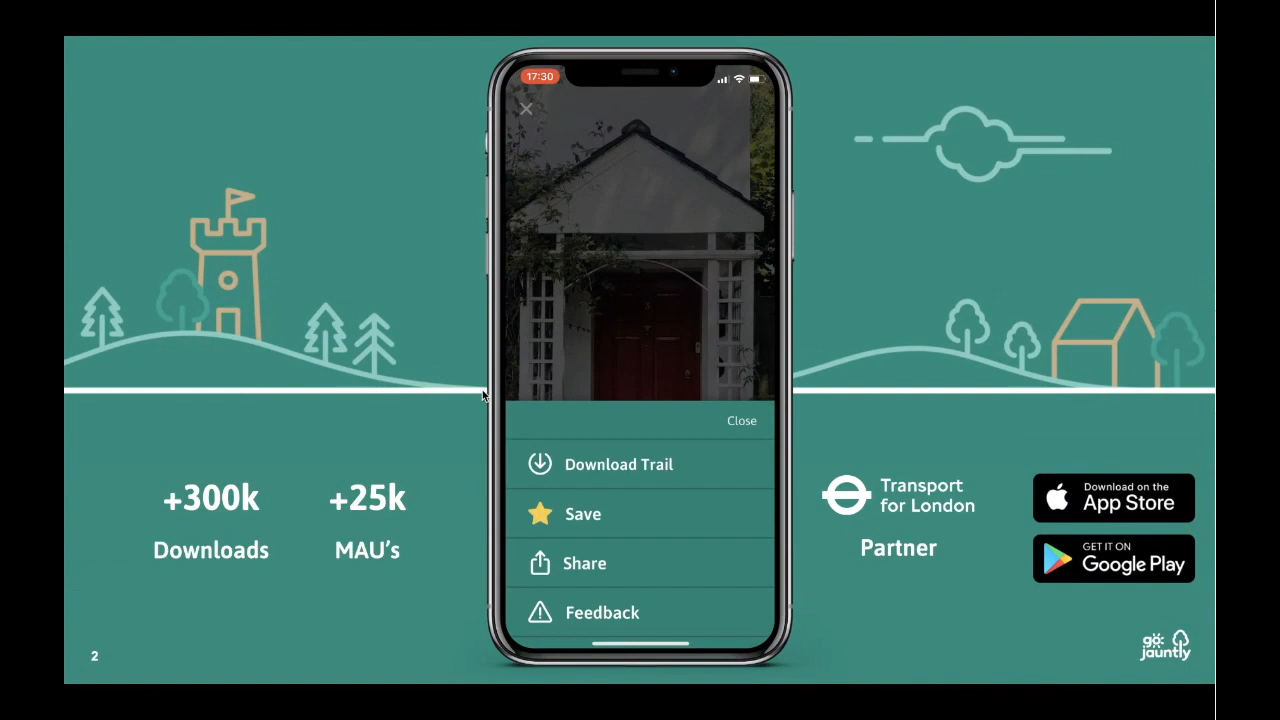 17:30
Close
Download Trail
Save
Share
Feedback
+300k
Downloads
+25k
MAU's
Transport
for London
Partner
Download on the
App Store
GET IT ON
Google Play
2
go
jauntly